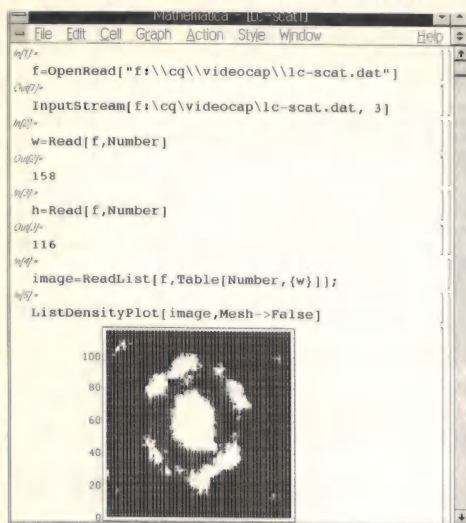 Mathematica - [lc-scat1]
File Edit Cell Graph Action Style Window Help
In[1]:=
f=OpenRead["f:\\cq\\videocap\\lc-scat.dat"]
Out[1]=
InputStream[f:\cq\videocap\lc-scat.dat, 3]
In[2]:=
w=Read[f,Number]
Out[2]=
158
In[3]:=
h=Read[f,Number]
Out[3]=
116
In[4]:=
image=ReadList[f,Table[Number,{w}]];
In[5]:=
ListDensityPlot[image,Mesh->False]
100
80
60
40
20
0